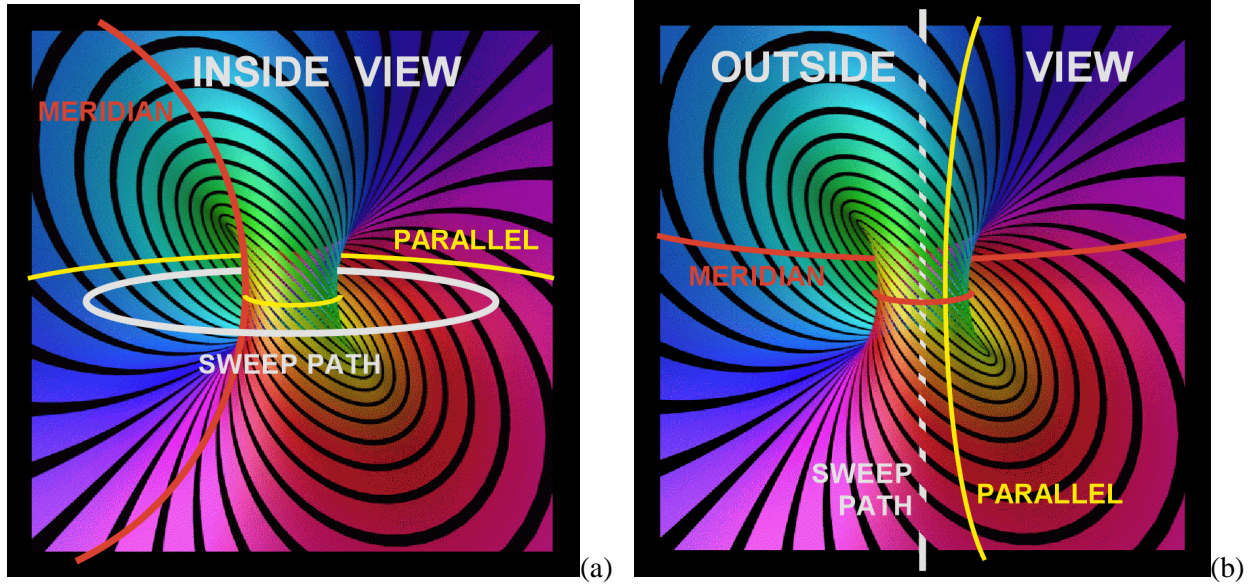 INSIDE VIEW
MERIDIAN
PARALLEL
SWEEP PATH
(a)
OUTSIDE VIEW
MERIDIAN
SWEEP
PATH
PARALLEL
(b)